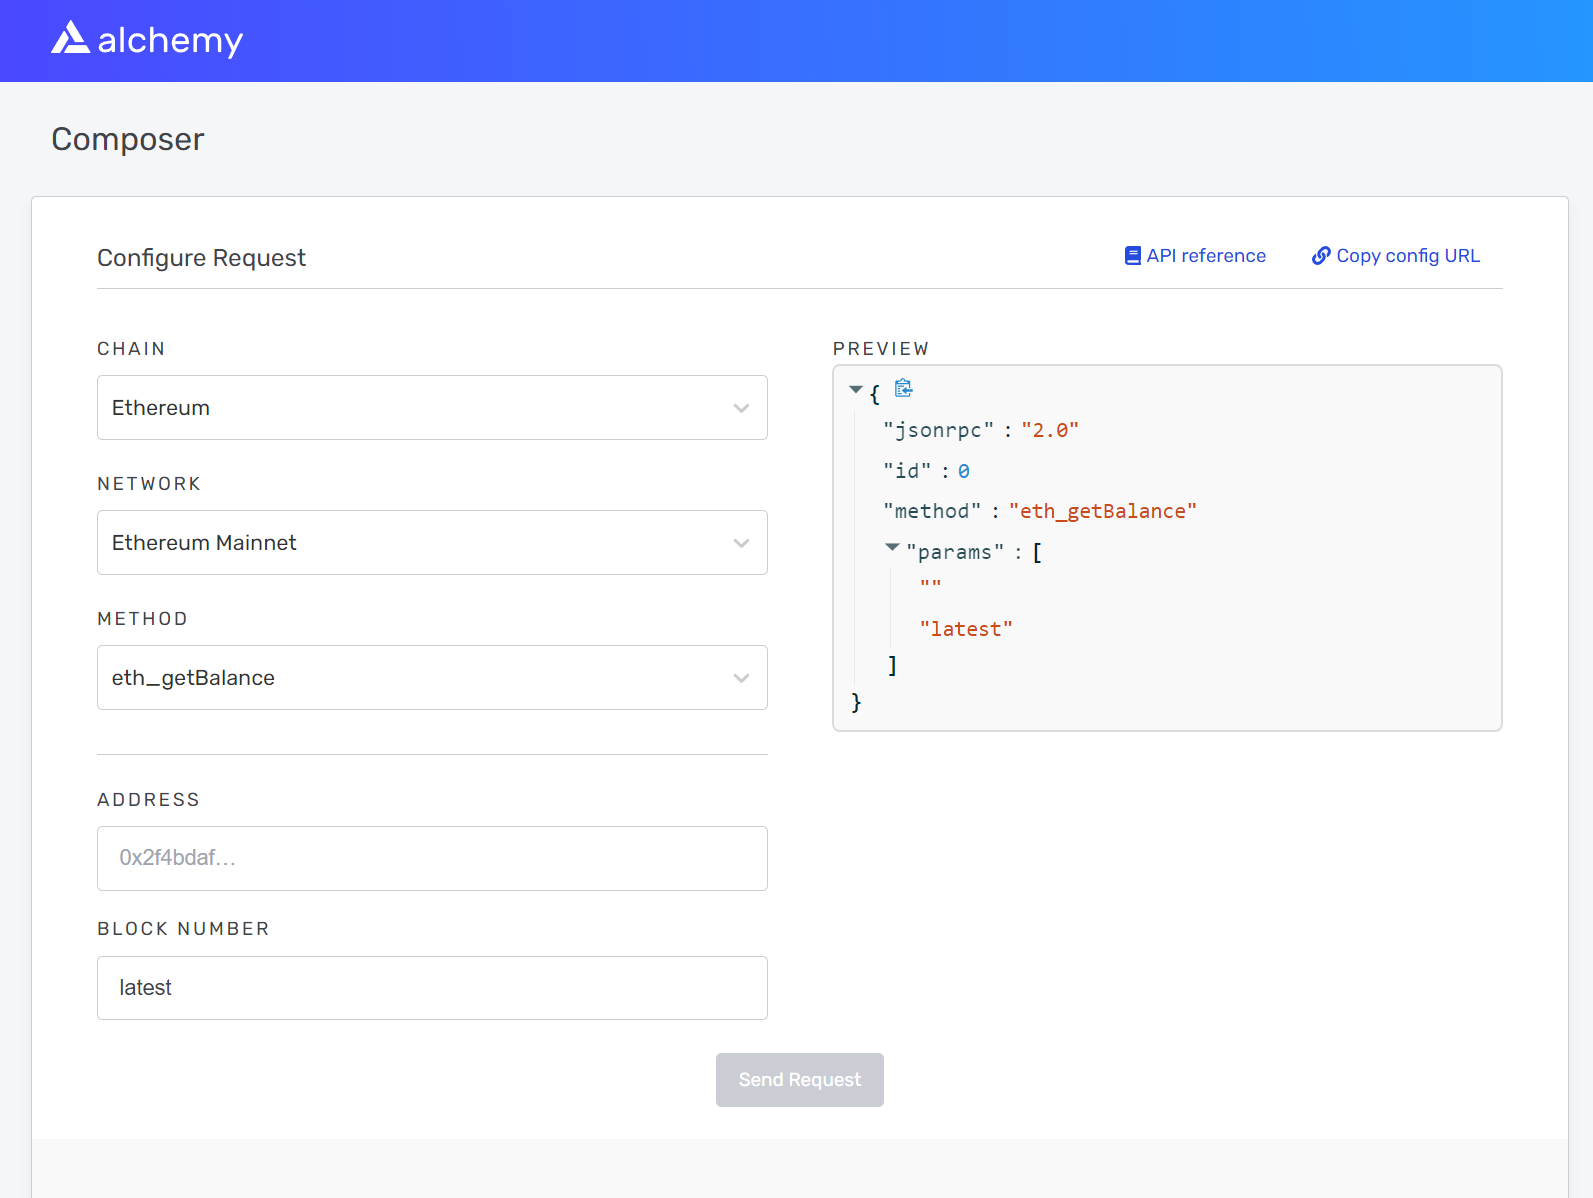 alchemy
Composer
Configure Request
API reference
Copy config URL
CHAIN
Ethereum
NETWORK
Ethereum Mainnet
METHOD
eth_getBalance
ADDRESS
0x2f4bdaf...
BLOCK NUMBER
latest
PREVIEW
{
"jsonrpc" : "2.0"
"id" : 0
"method" : "eth_getBalance"
"params" : [
""
"latest"
]
}
Send Request